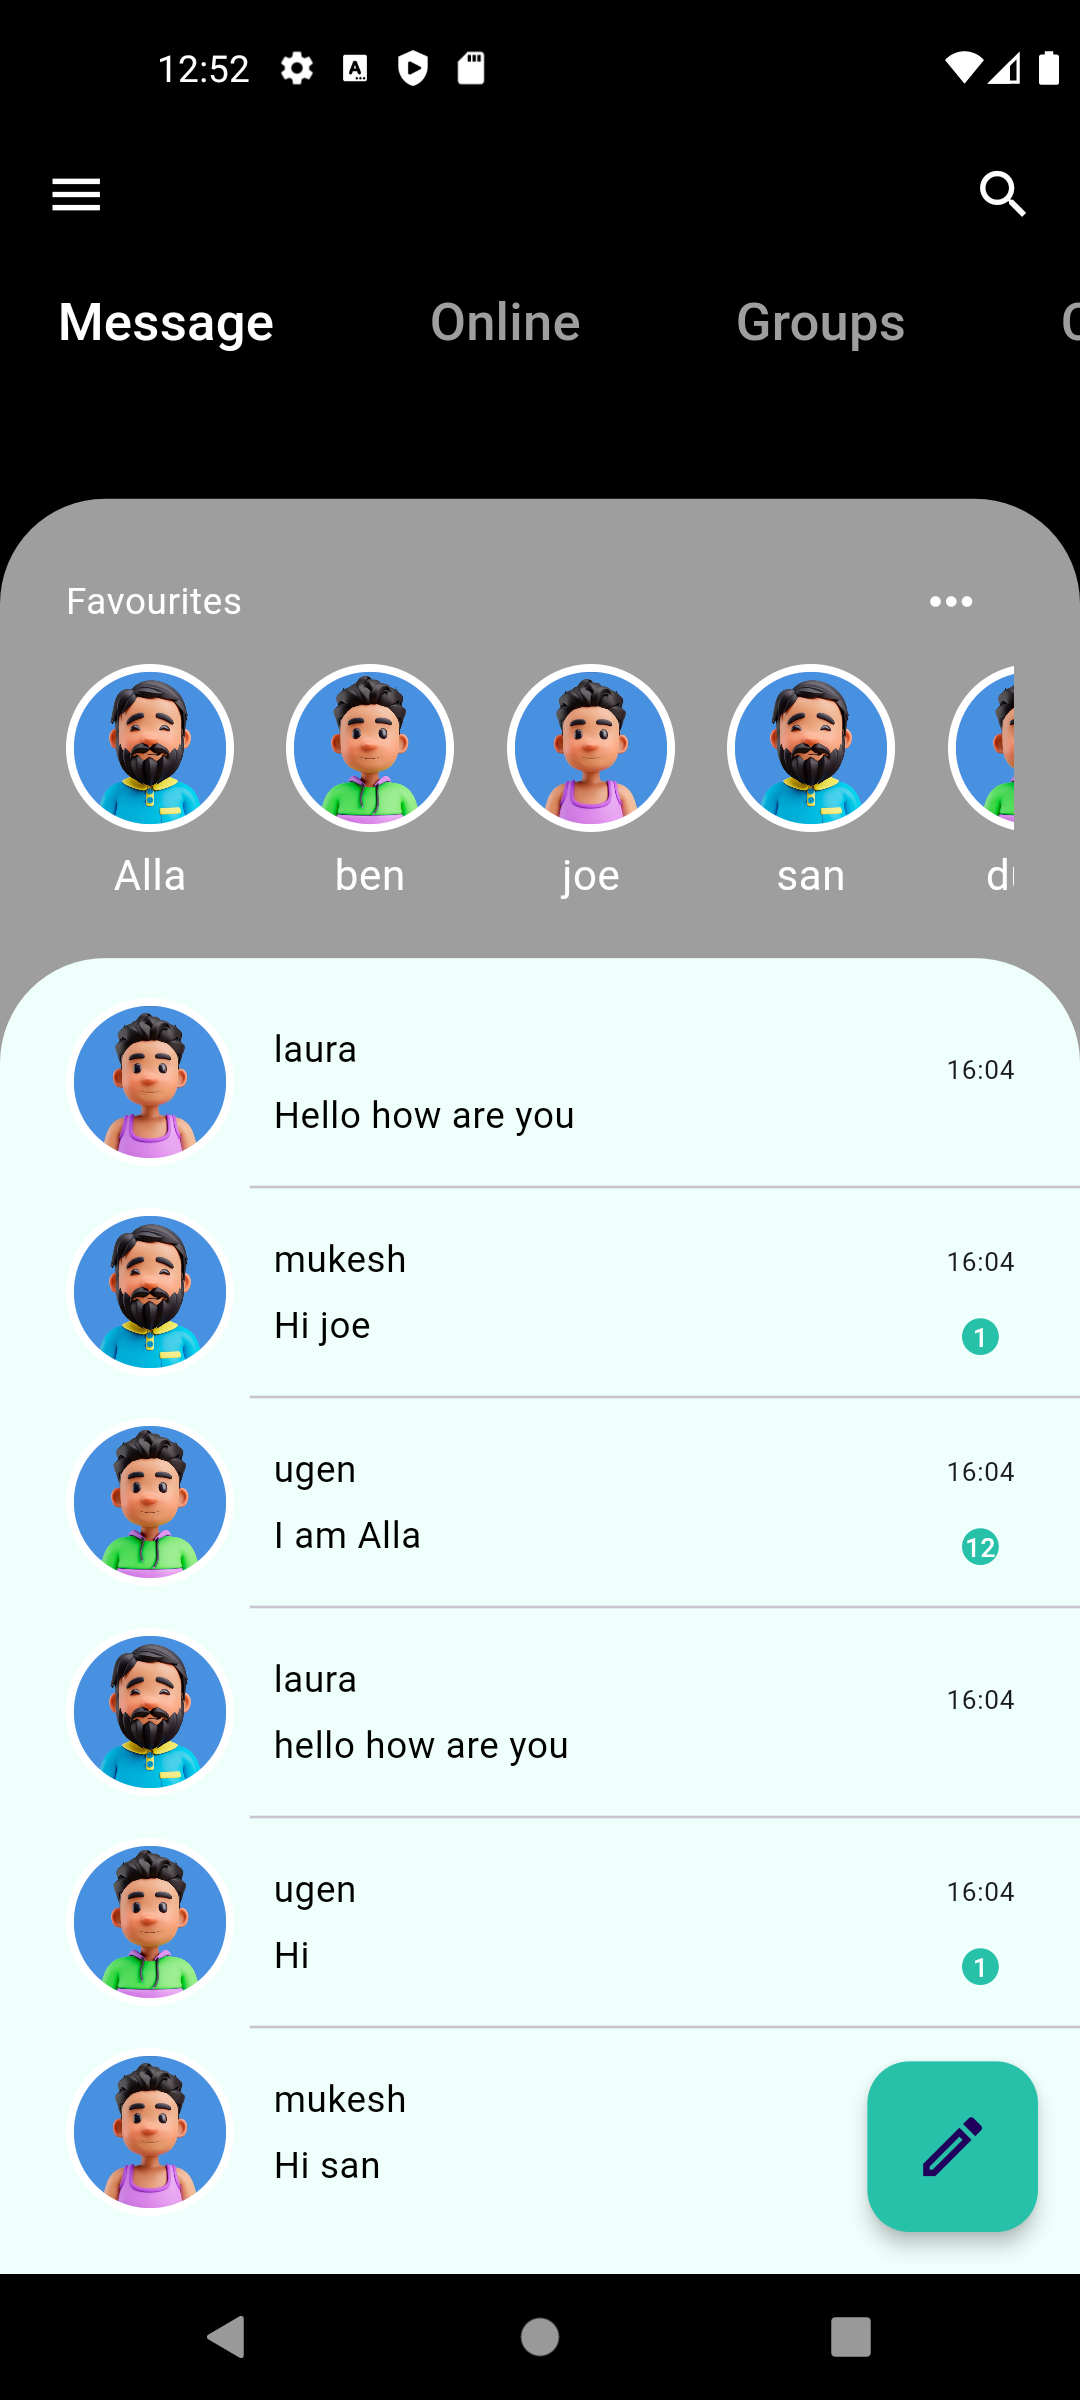 12:52
Message Online Groups
Favourites
Alla ben joe san
laura
16:04
Hello how are you
mukesh
16:04
Hi joe
1
ugen
16:04
I am Alla
12
laura
16:04
hello how are you
ugen
16:04
Hi
1
mukesh
Hi san